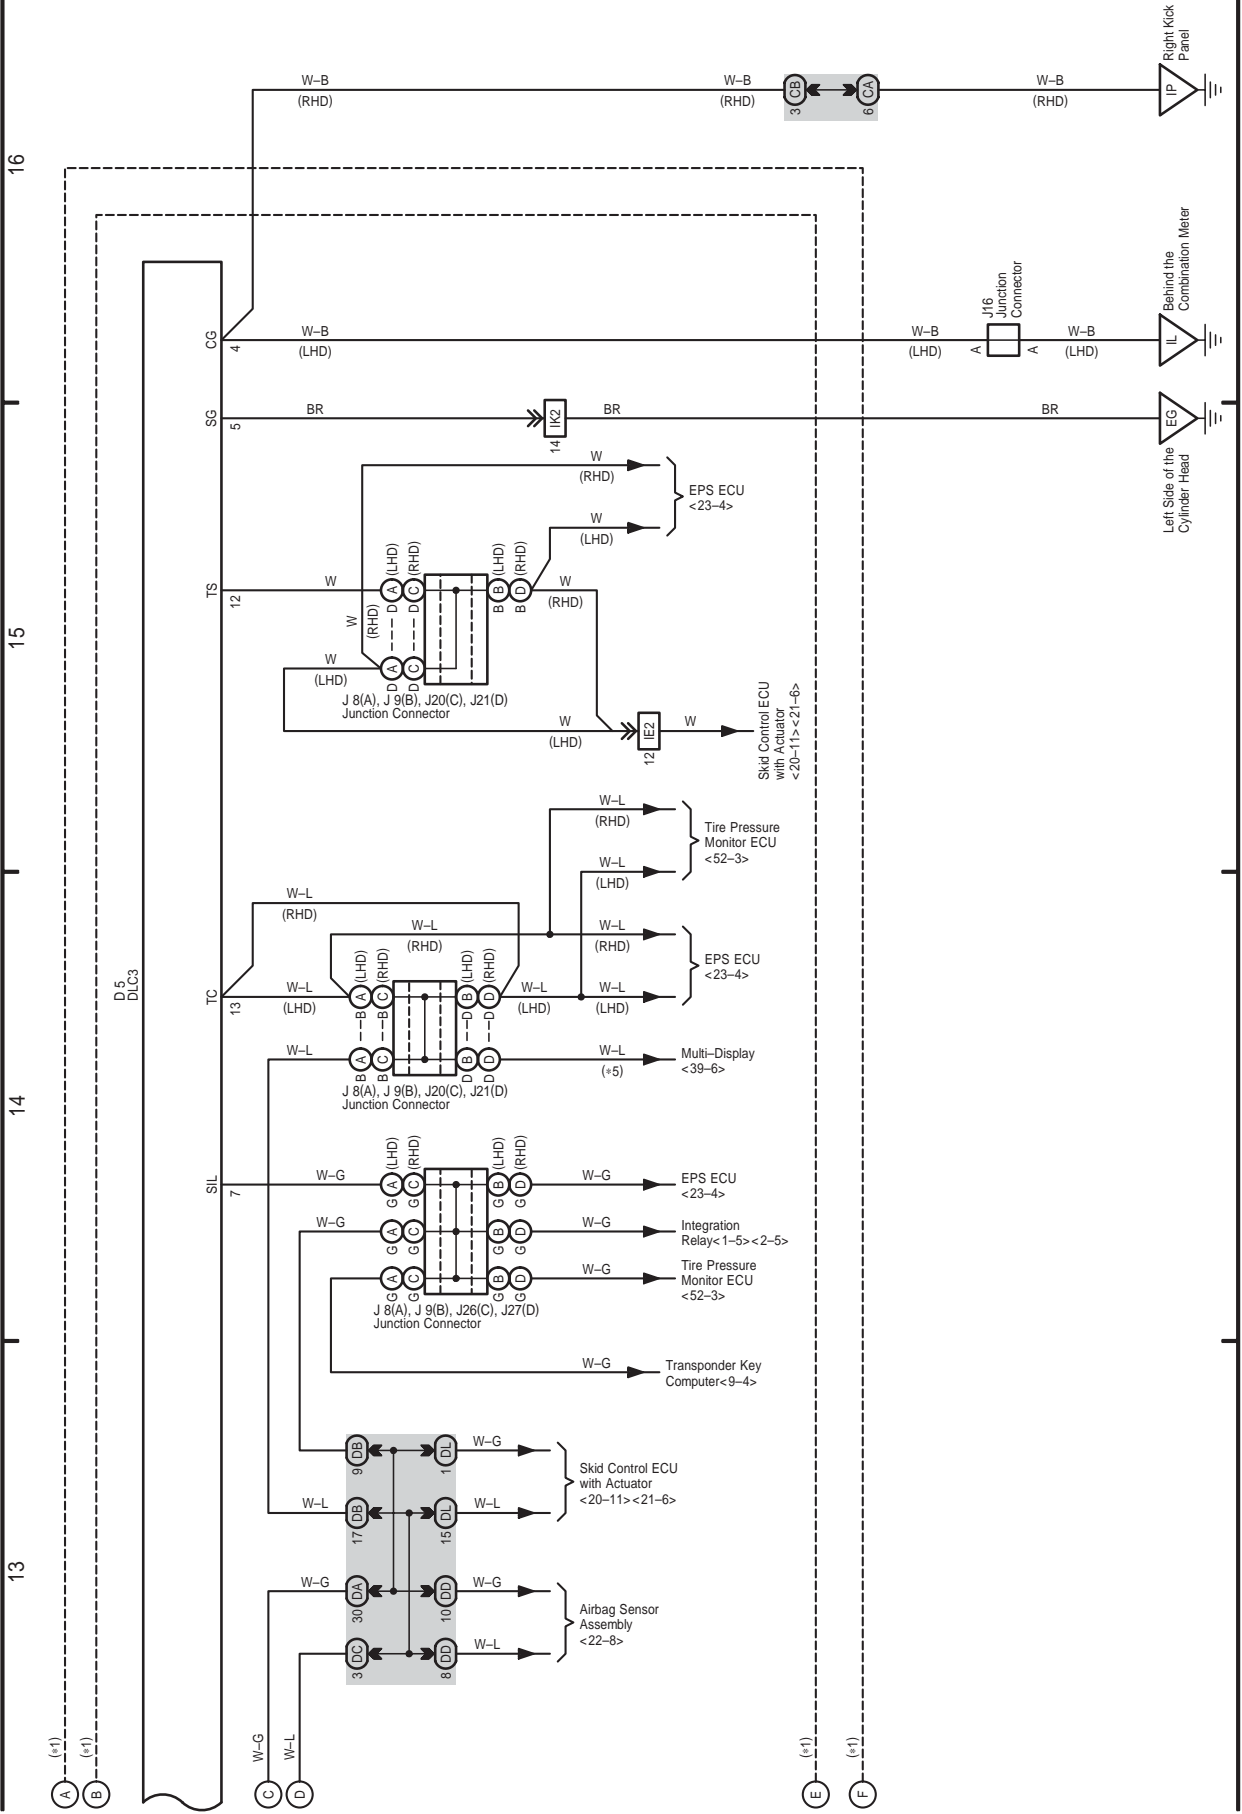 W–B
(RHD)
W–B
(RHD)
3
CB
6
CA
W–B
(RHD)
IP
Right Kick
Panel
16
CG
4
W–B
(LHD)
W–B
(LHD)
A
J16
Junction
Connector
A
W–B
(LHD)
IL
Behind the
Combination Meter
SG
5
BR
14
IK2
BR
BR
EG
Left Side of the
Cylinder Head
W
(RHD)
W
(LHD)
EPS ECU
<23–4>
TS
12
W
D
A
(LHD)
D
C
(RHD)
B
B
(LHD)
B
D
(RHD)
W
(RHD)
W
(RHD)
W
(LHD)
D
A
D
C
J 8(A), J 9(B), J20(C), J21(D)
Junction Connector
W
(LHD)
12
IE2
W
Skid Control ECU
with Actuator
<20–11><21–6>
15
W–L
(RHD)
W–L
(LHD)
Tire Pressure
Monitor ECU
<52–3>
W–L
(RHD)
W–L
(RHD)
W–L
(RHD)
EPS ECU
<23–4>
D 5
DLC3
TC
13
W–L
(LHD)
B
A
(LHD)
B
C
(RHD)
D
B
(LHD)
D
D
(RHD)
W–L
(LHD)
W–L
(LHD)
W–L
B
A
B
C
D
B
D
D
W–L
(*5)
Multi–Display
<39–6>
J 8(A), J 9(B), J20(C), J21(D)
Junction Connector
14
SIL
7
W–G
G
A
(LHD)
G
C
(RHD)
G
B
(LHD)
G
D
(RHD)
W–G
EPS ECU
<23–4>
W–G
G
A
G
C
G
B
G
D
W–G
Integration
Relay<1–5><2–5>
G
A
G
C
G
B
G
D
W–G
Tire Pressure
Monitor ECU
<52–3>
J 8(A), J 9(B), J26(C), J27(D)
Junction Connector
W–G
Transponder Key
Computer<9–4>
9
DB
1
DL
W–G
W–L
17
DB
15
DL
W–L
Skid Control ECU
with Actuator
<20–11><21–6>
13
W–G
30
DA
10
DD
W–G
3
DC
8
DD
W–L
Airbag Sensor
Assembly
<22–8>
(*1)
(*1)
W–G
W–L
(*1)
(*1)
A
B
C
D
E
F